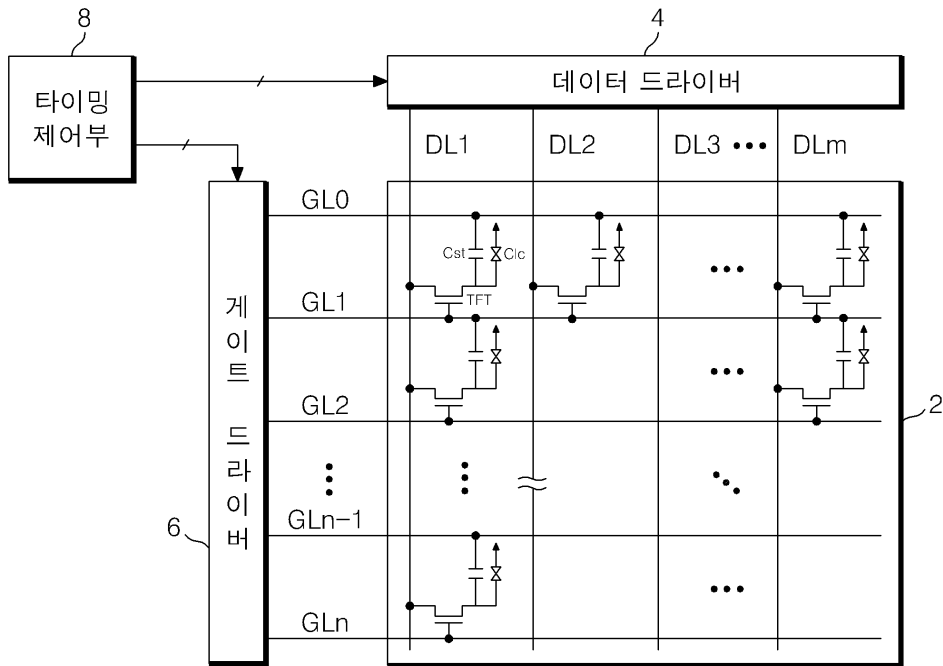 8
4
타이밍
제어부
데이터 드라이버
DL1 DL2 DL3 ••• DLm
GL0
Cst Clc
TFT
GL1
GL2
2
게이트 드라이버
GLn-1
6
GLn